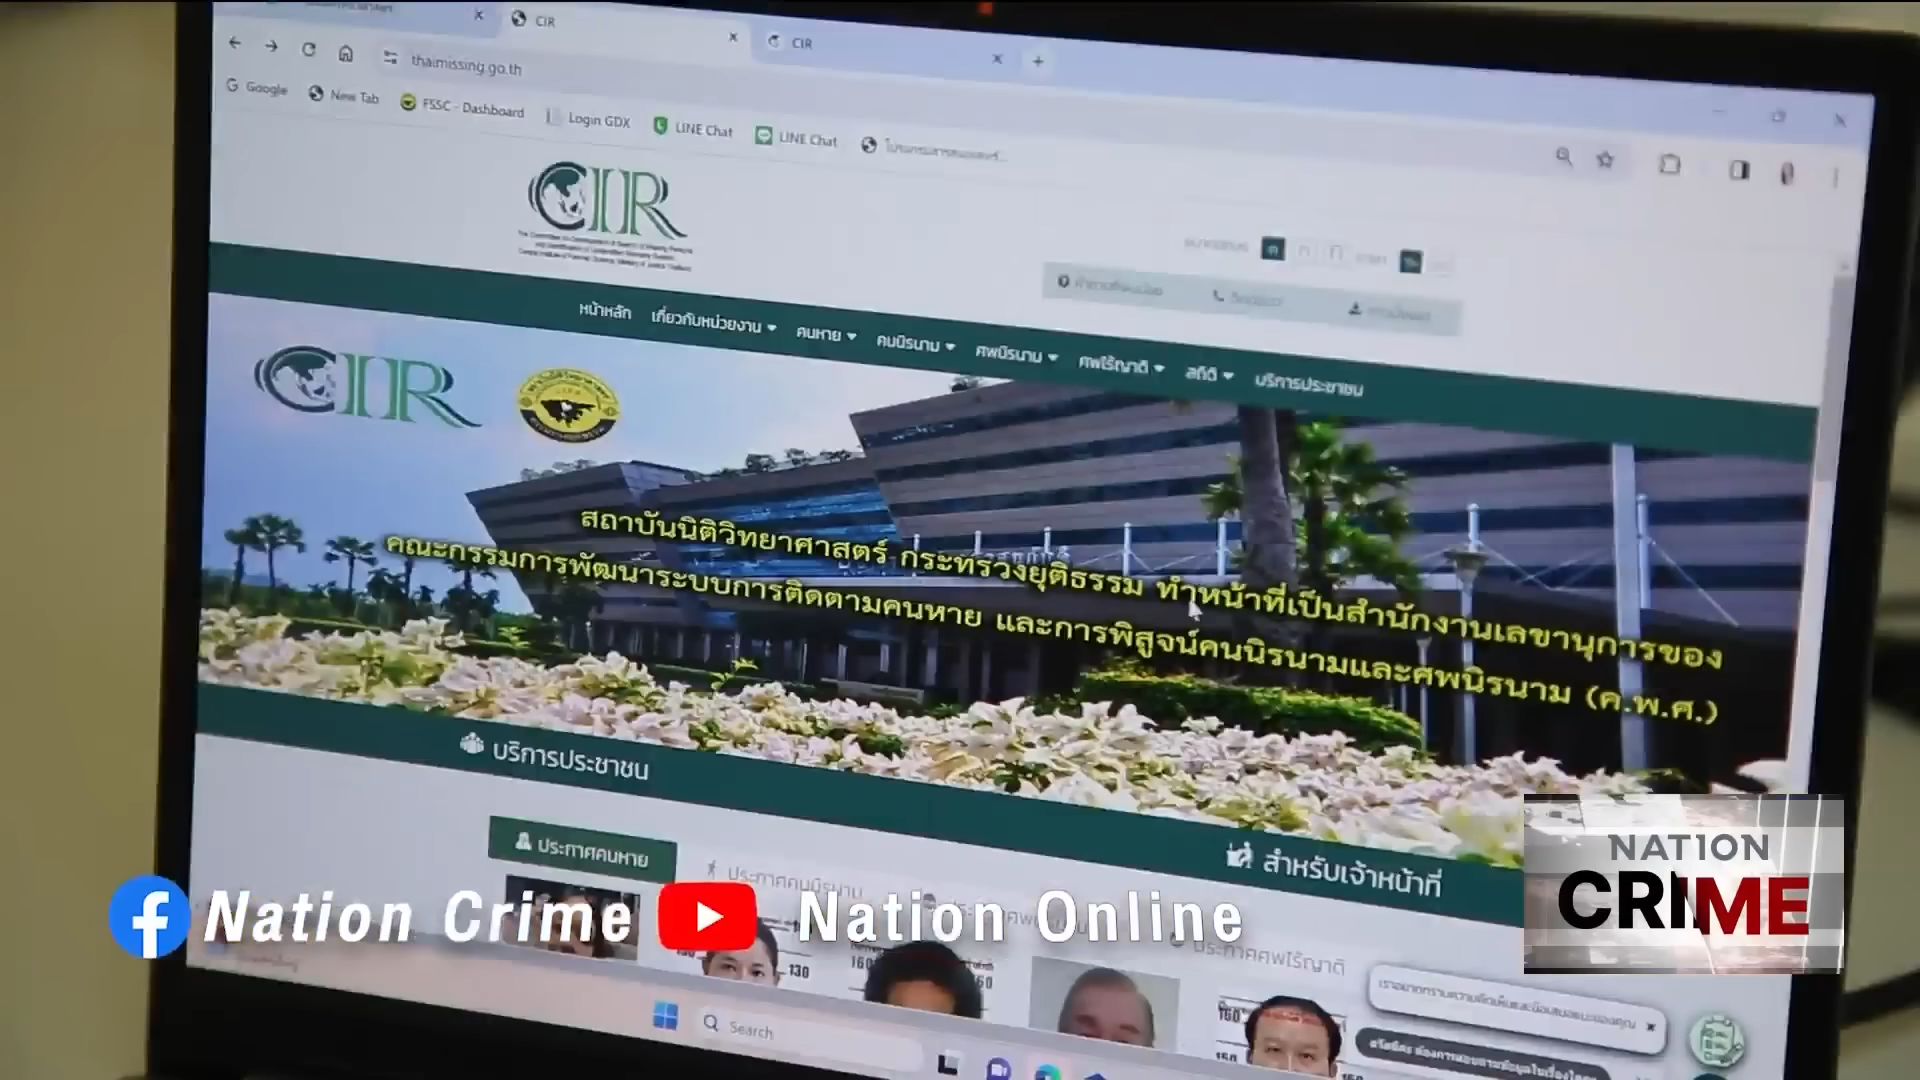 CIR
CIR
thaimissing.go.th
Google
New Tab
FSSC - Dashboard
Login GDX
LINE Chat
LINE Chat
CIR
หน้าหลัก
เกี่ยวกับหน่วยงาน
คนหาย
คนนิรนาม
ศพนิรนาม
ศพไร้ญาติ
สถิติ
บริการประชาชน
CIR
สถาบันนิติวิทยาศาสตร์ กระทรวงยุติธรรม ทำหน้าที่เป็นสำนักงานเลขานุการของ
คณะกรรมการพัฒนาระบบการติดตามคนหาย และการพิสูจน์คนนิรนามและศพนิรนาม (ค.พ.ศ.)
บริการประชาชน
สำหรับเจ้าหน้าที่
ประกาศคนหาย
ประกาศคนนิรนาม
ประกาศศพไร้ญาติ
130
160
160
150
Search
Nation Crime
Nation Online
NATION
CRIME